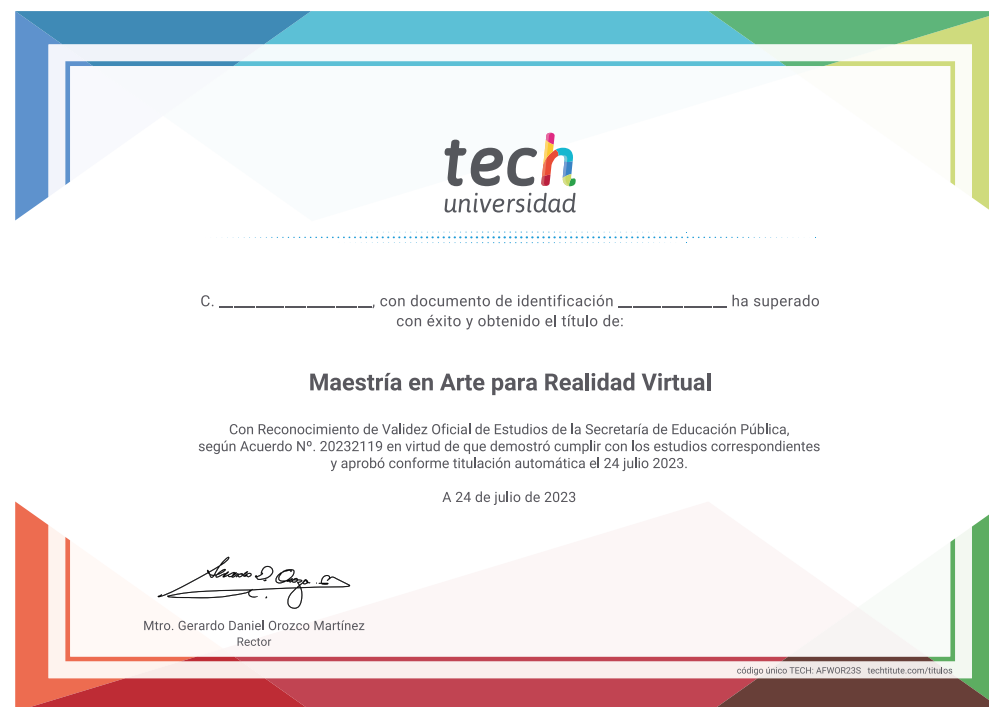 tech
universidad
C. ____________________, con documento de identificación ______________ ha superado
con éxito y obtenido el título de:
Maestría en Arte para Realidad Virtual
Con Reconocimiento de Validez Oficial de Estudios de la Secretaría de Educación Pública,
según Acuerdo Nº. 20232119 en virtud de que demostró cumplir con los estudios correspondientes
y aprobó conforme titulación automática el 24 julio 2023.
A 24 de julio de 2023
Mtro. Gerardo Daniel Orozco Martínez
Rector
código único TECH: AFWOR23S techtitute.com/titulos